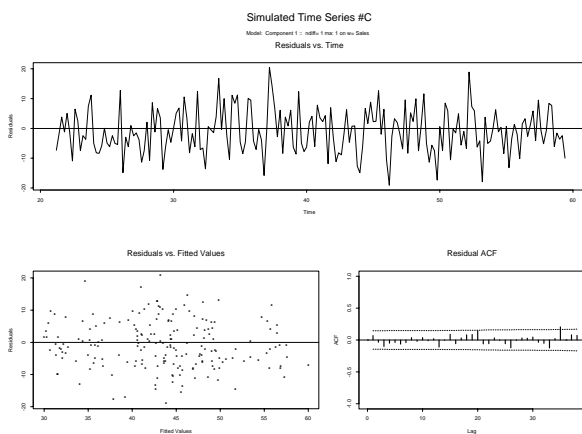 Simulated Time Series #C
Model: Component 1 :: ndiff= 1 ma: 1 on w= Sales
Residuals vs. Time
Residuals
20
10
0
-10
-20
20
30
40
50
60
Time
Residuals vs. Fitted Values
Residuals
20
10
0
-10
-20
30
35
40
45
50
55
60
Fitted Values
Residual ACF
ACF
1.0
0.5
0.0
-0.5
-1.0
0
10
20
30
Lag